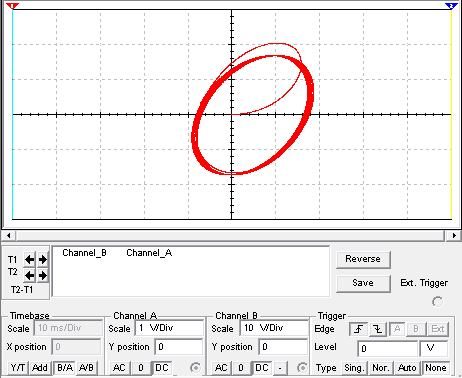 1 2
Channel_B Channel_A
T1
T2
T2-T1
Reverse
Save
Ext. Trigger
Timebase
Scale 10 ms/Div
X position 0
Y/T Add B/A A/B
Channel A
Scale 1 V/Div
Y position 0
AC 0 DC
Channel B
Scale 10 V/Div
Y position 0
AC 0 DC -
Trigger
Edge A B Ext
Level 0 V
Type Sing. Nor. Auto None